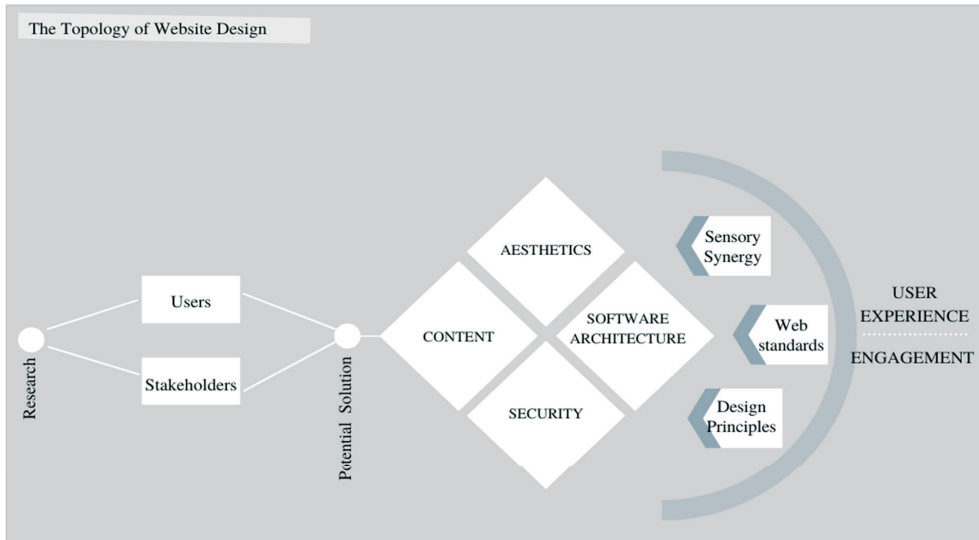 The Topology of Website Design
Research
Users
Stakeholders
Potential Solution
AESTHETICS
CONTENT
SOFTWARE
ARCHITECTURE
SECURITY
Sensory
Synergy
Web
standards
Design
Principles
USER
EXPERIENCE
ENGAGEMENT